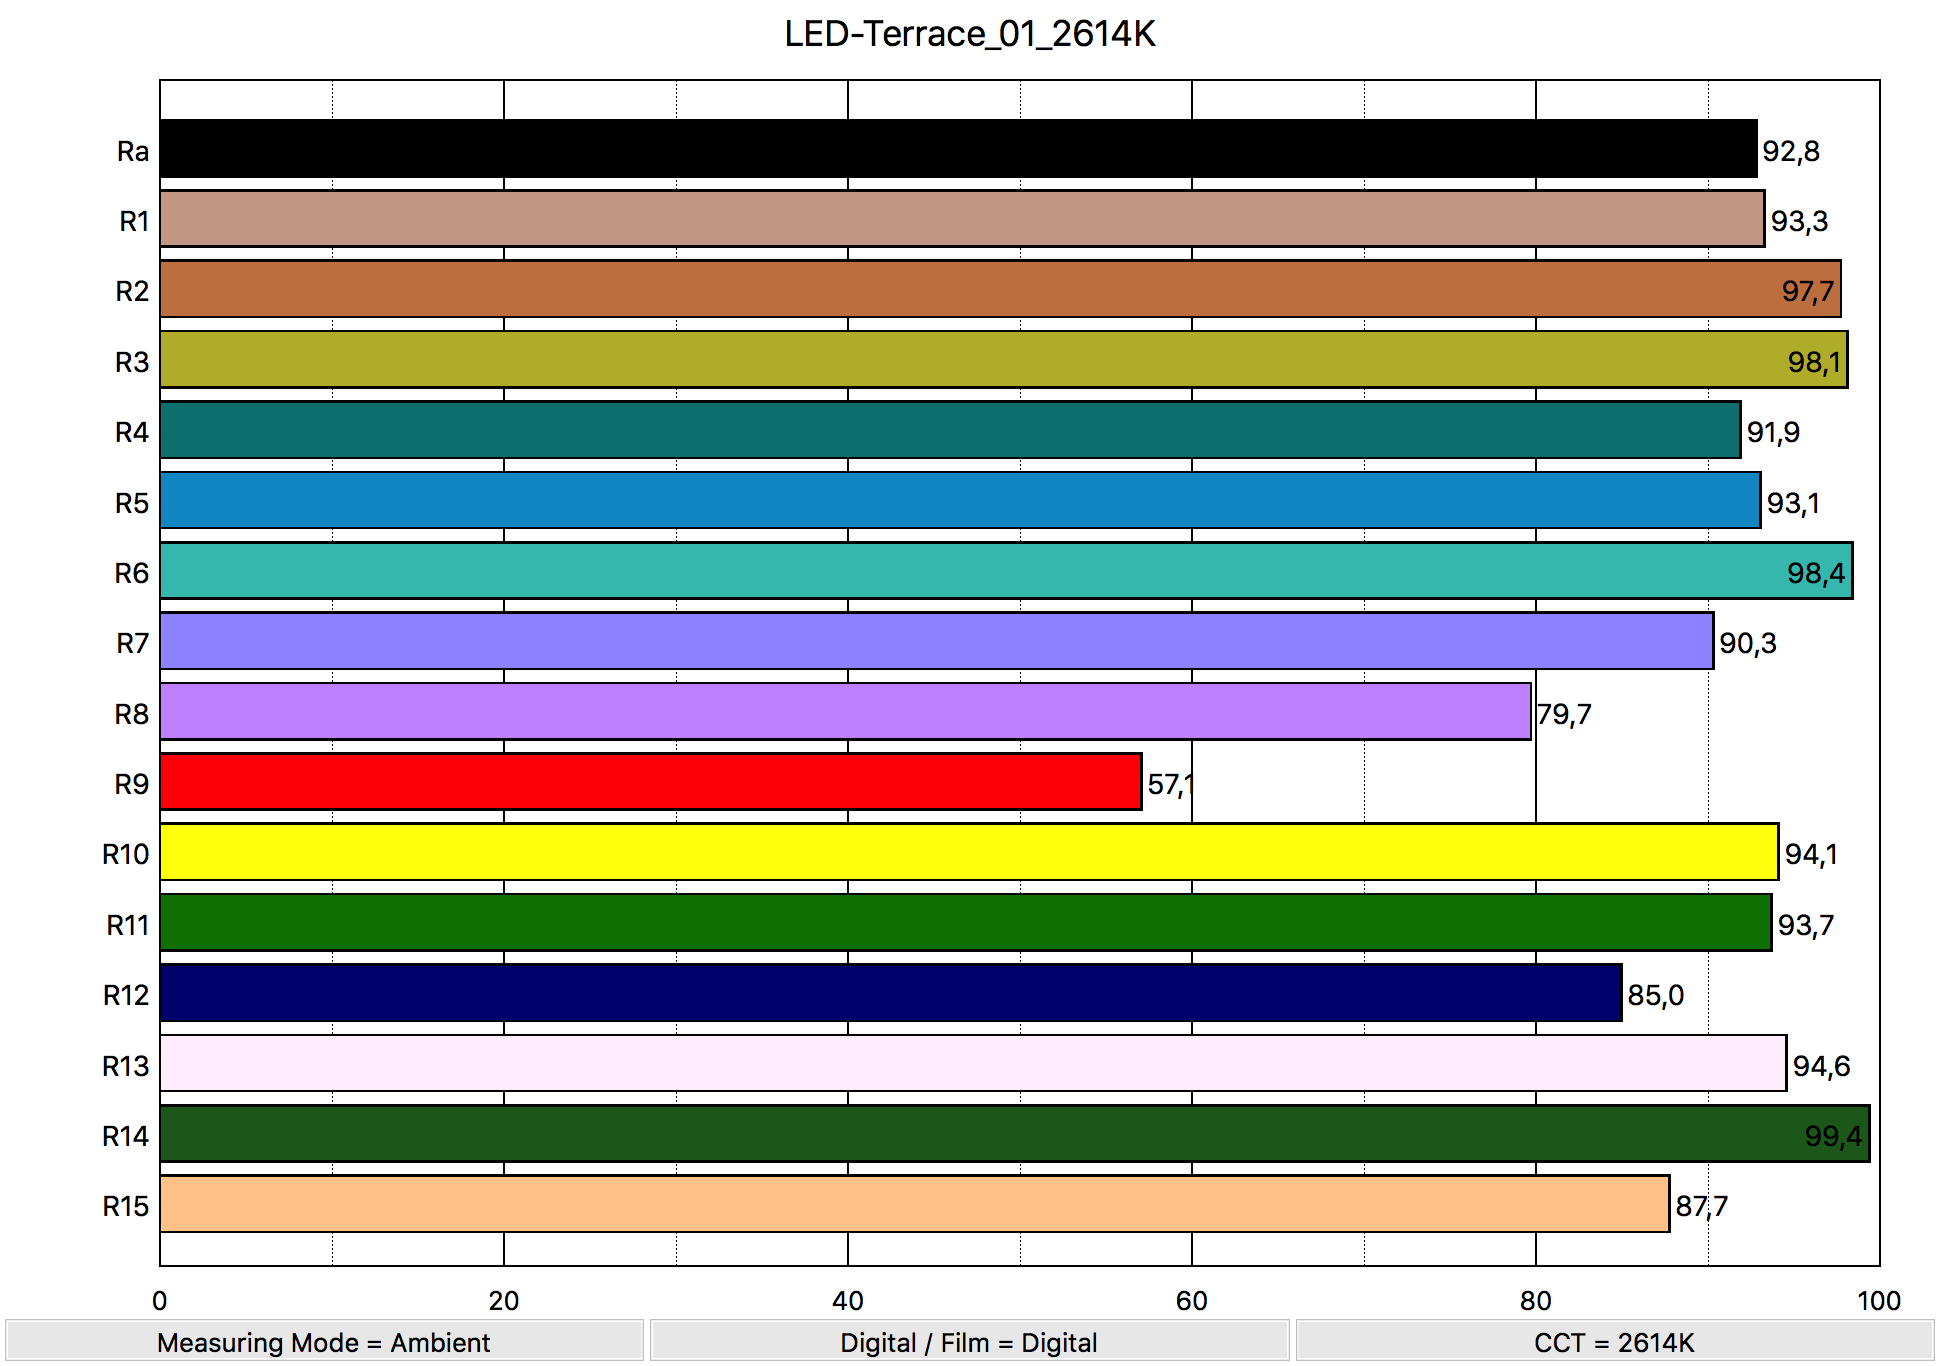 LED-Terrace_01_2614K
Ra 92,8
R1 93,3
R2 97,7
R3 98,1
R4 91,9
R5 93,1
R6 98,4
R7 90,3
R8 79,7
R9 57,1
R10 94,1
R11 93,7
R12 85,0
R13 94,6
R14 99,4
R15 87,7
0 20 40 60 80 100
Measuring Mode = Ambient Digital / Film = Digital CCT = 2614K